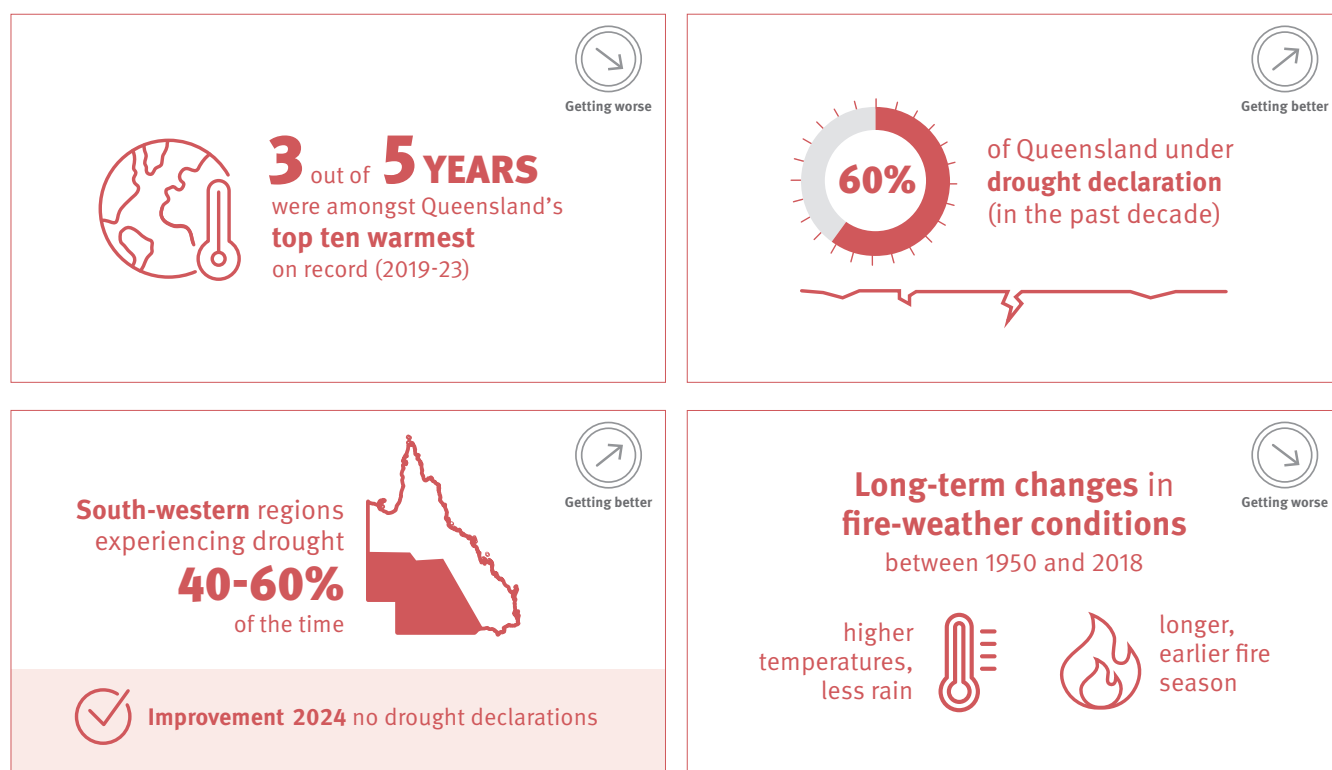 Getting worse
3 out of 5 YEARS
were amongst Queensland’s
top ten warmest
on record (2019-23)
Getting better
60%
of Queensland under
drought declaration
(in the past decade)
Getting better
South-western regions
experiencing drought
40-60%
of the time
Improvement 2024 no drought declarations
Getting worse
Long-term changes in
fire-weather conditions
between 1950 and 2018
higher
temperatures,
less rain
longer,
earlier fire
season